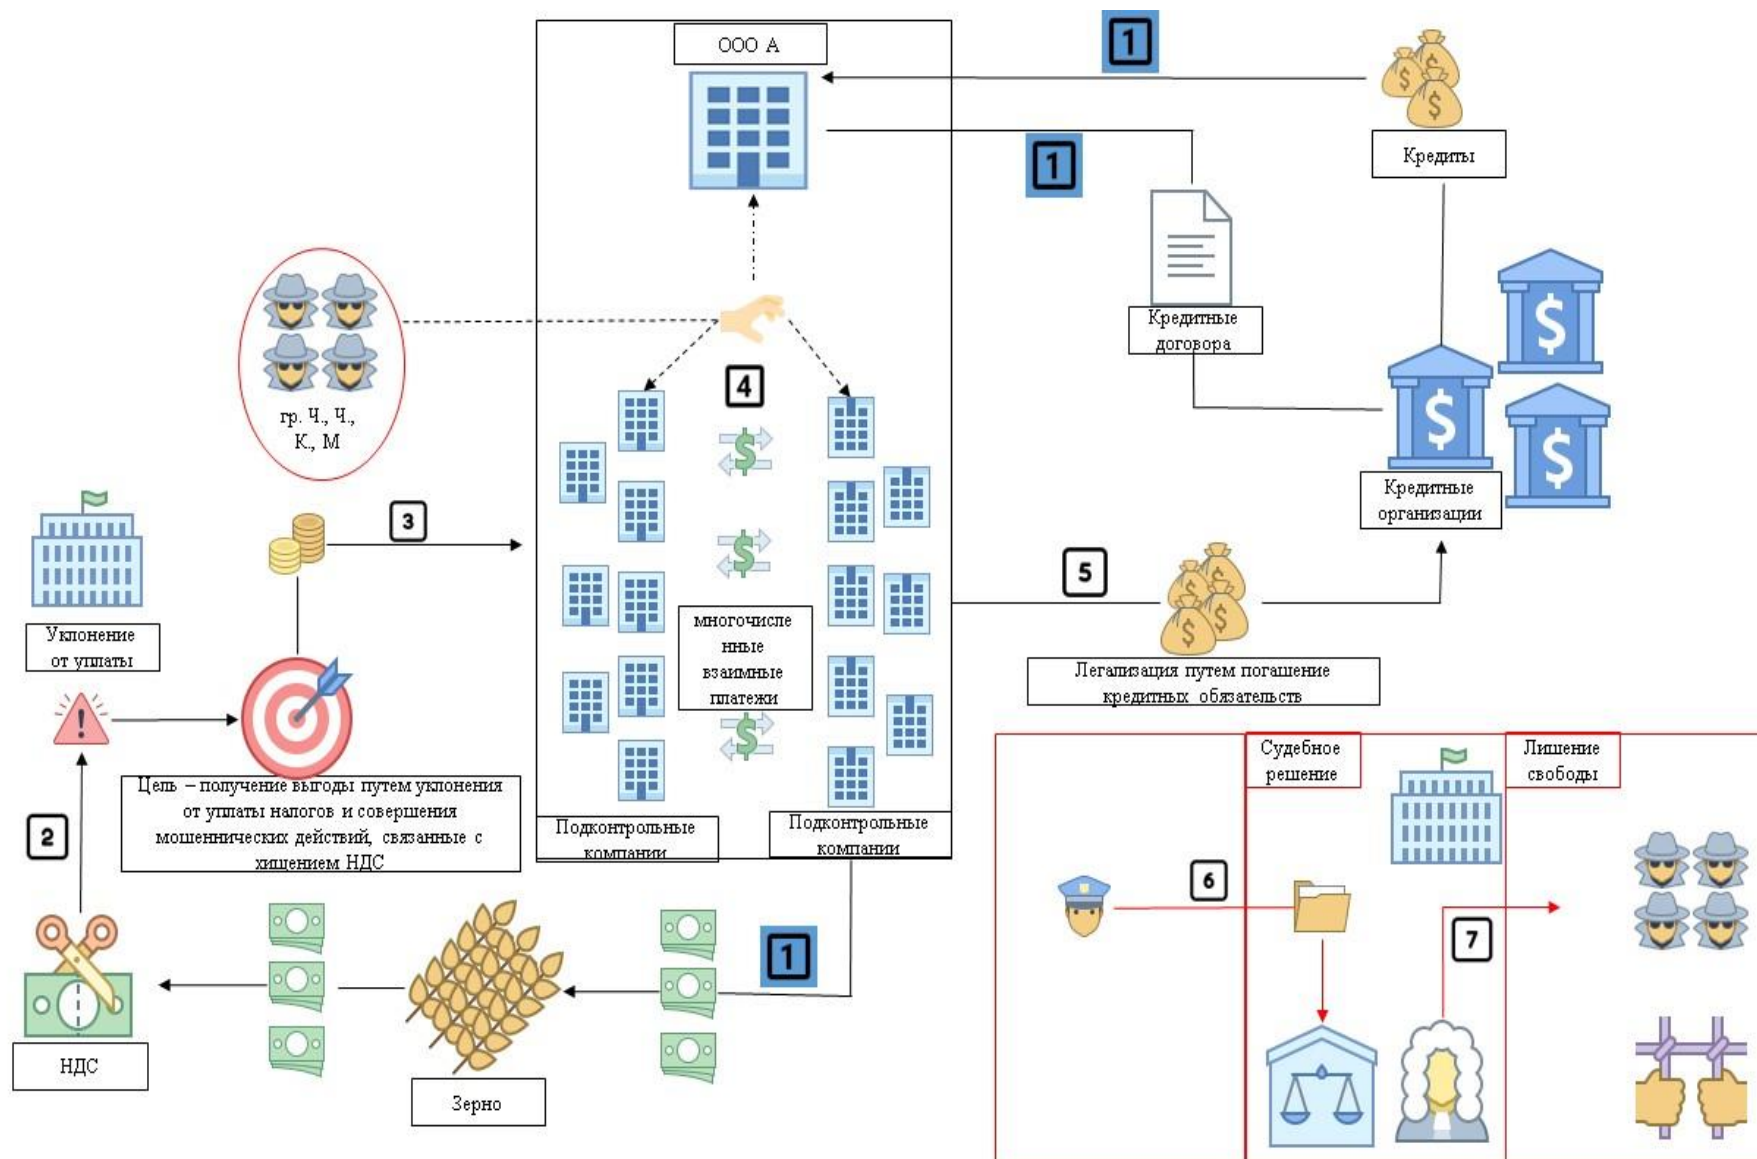 ООО А
1
1
Кредиты
Кредитные
договора
гр. Ч., Ч.,
К., М
4
Кредитные
организации
3
5
Уклонение
от уплаты
многочисле
нные
взаимные
платежи
Легализация путем погашение
кредитных обязательств
Цель – получение выгоды путем уклонения
от уплаты налогов и совершения
мошеннических действий, связанные с
хищением НДС
2
Подконтрольные
компании
Подконтрольные
компании
Судебное
решение
Лишение
свободы
6
7
1
НДС
Зерно